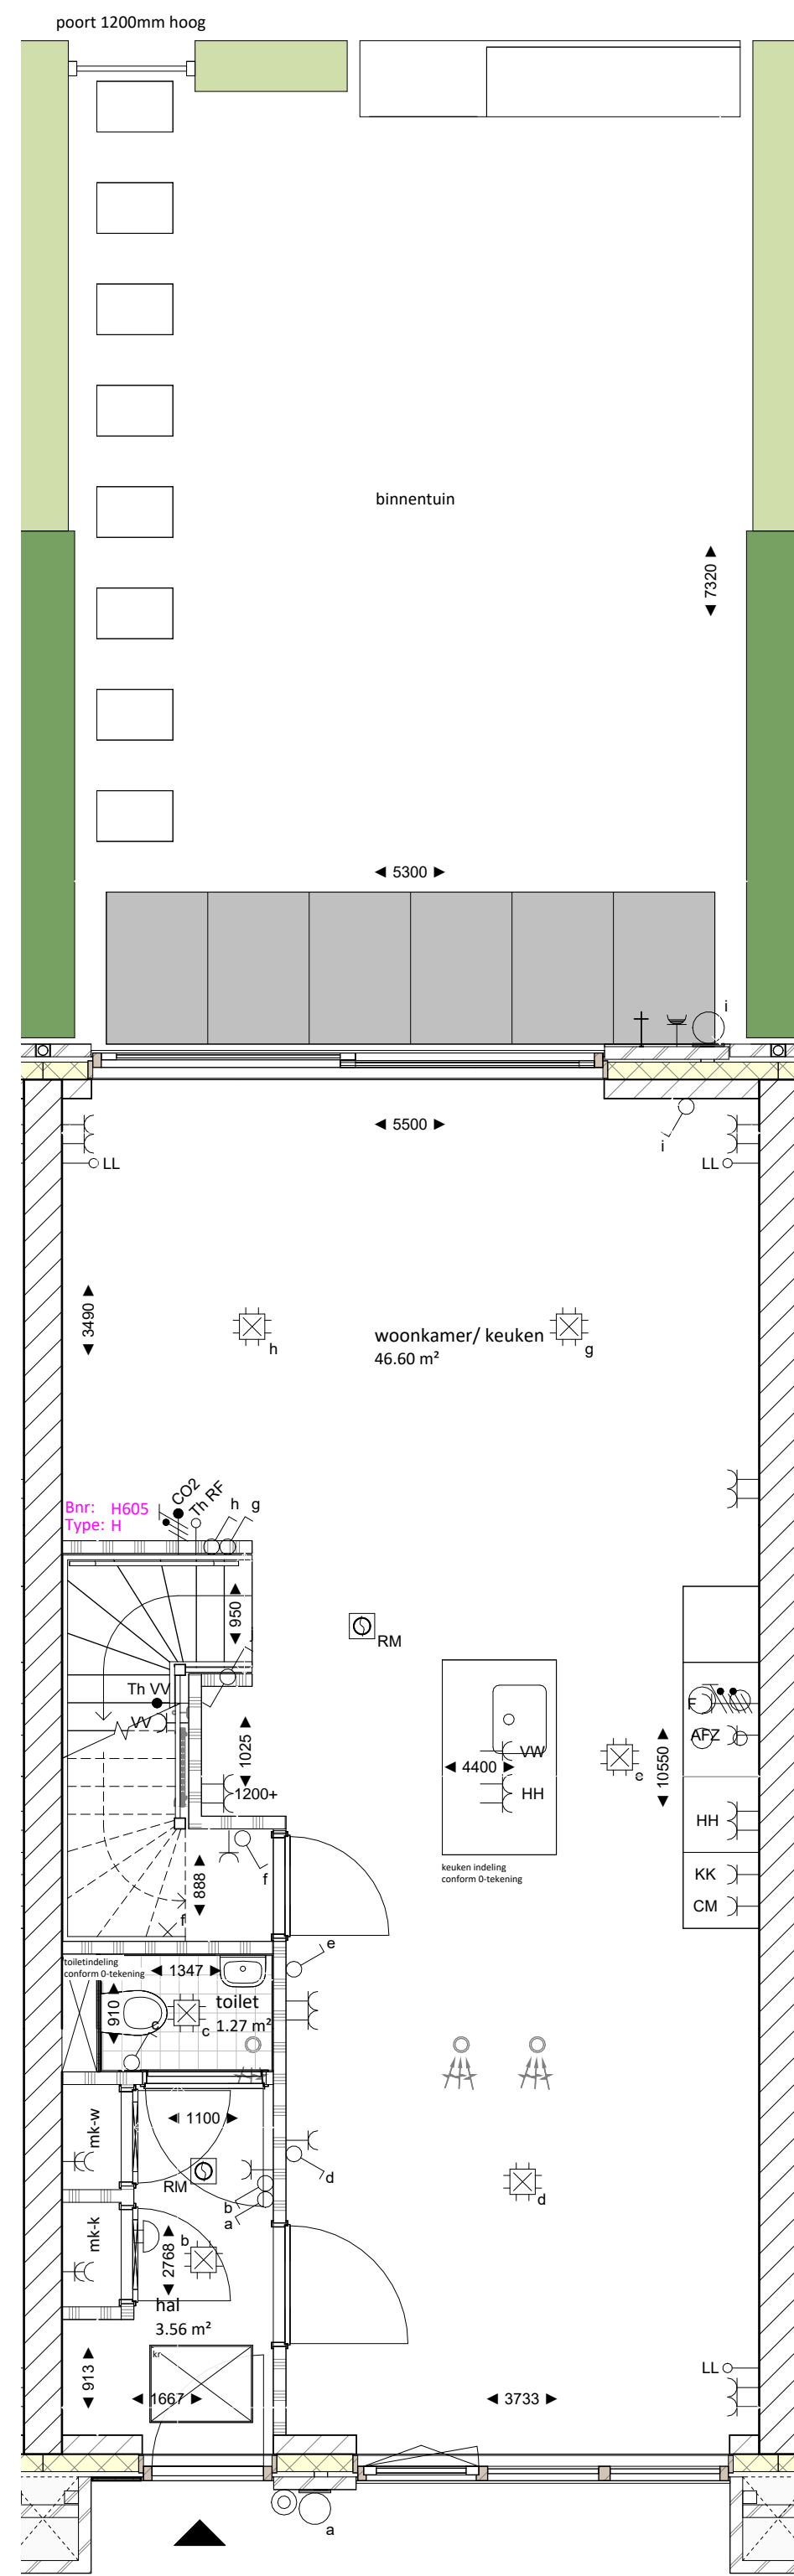 poort 1200mm hoog
binnentuin
7320
5300
i
5500
i
LL
LL
3490
woonkamer/ keuken
46.60 m²
h
g
Bnr: H605
Type: H
CO2
Th RF
h g
950
RM
Th VV
VV
F
AFZ
VW
1025
4400
10550
e
1200+
HH
HH
keuken indeling
conform 0-tekening
KK
CM
888
f
f
e
toiletindeling
conform 0-tekening
1347
910
toilet
c
c
1.27 m²
1100
mk-w
RM
d
b
a
d
mk-k
b
2768
hal
3.56 m²
kr
913
LL
1667
3733
a